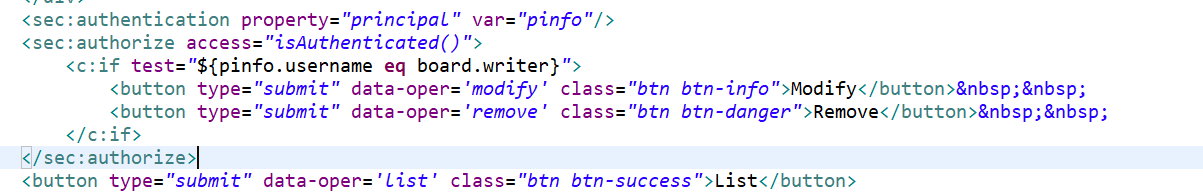 </div>
<sec:authentication property="principal" var="pinfo"/>
<sec:authorize access="isAuthenticated()">
<c:if test="${pinfo.username eq board.writer}">
<button type="submit" data-oper='modify' class="btn btn-info">Modify</button>&nbsp;&nbsp;
<button type="submit" data-oper='remove' class="btn btn-danger">Remove</button>&nbsp;&nbsp;
</c:if>
</sec:authorize>
<button type="submit" data-oper='list' class="btn btn-success">List</button>